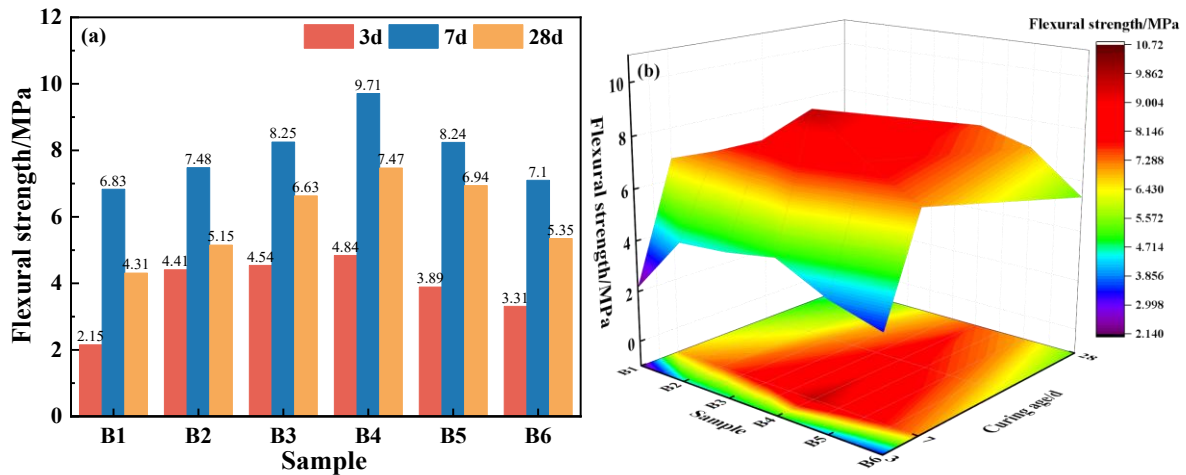 (a)
3d 7d 28d
Flexural strength/MPa
12
10
8
6
4
2
0
2.15 6.83 4.31
4.41 7.48 5.15
4.54 8.25 6.63
4.84 9.71 7.47
3.89 8.24 6.94
3.31 7.1 5.35
B1 B2 B3 B4 B5 B6
Sample
(b)
Flexural strength/MPa
10
8
6
4
2
0
B1 B2 B3 B4 B5 B6
Sample
3 7 28
Curing age/d
Flexural strength/MPa
10.72
9.862
9.004
8.146
7.288
6.430
5.572
4.714
3.856
2.998
2.140